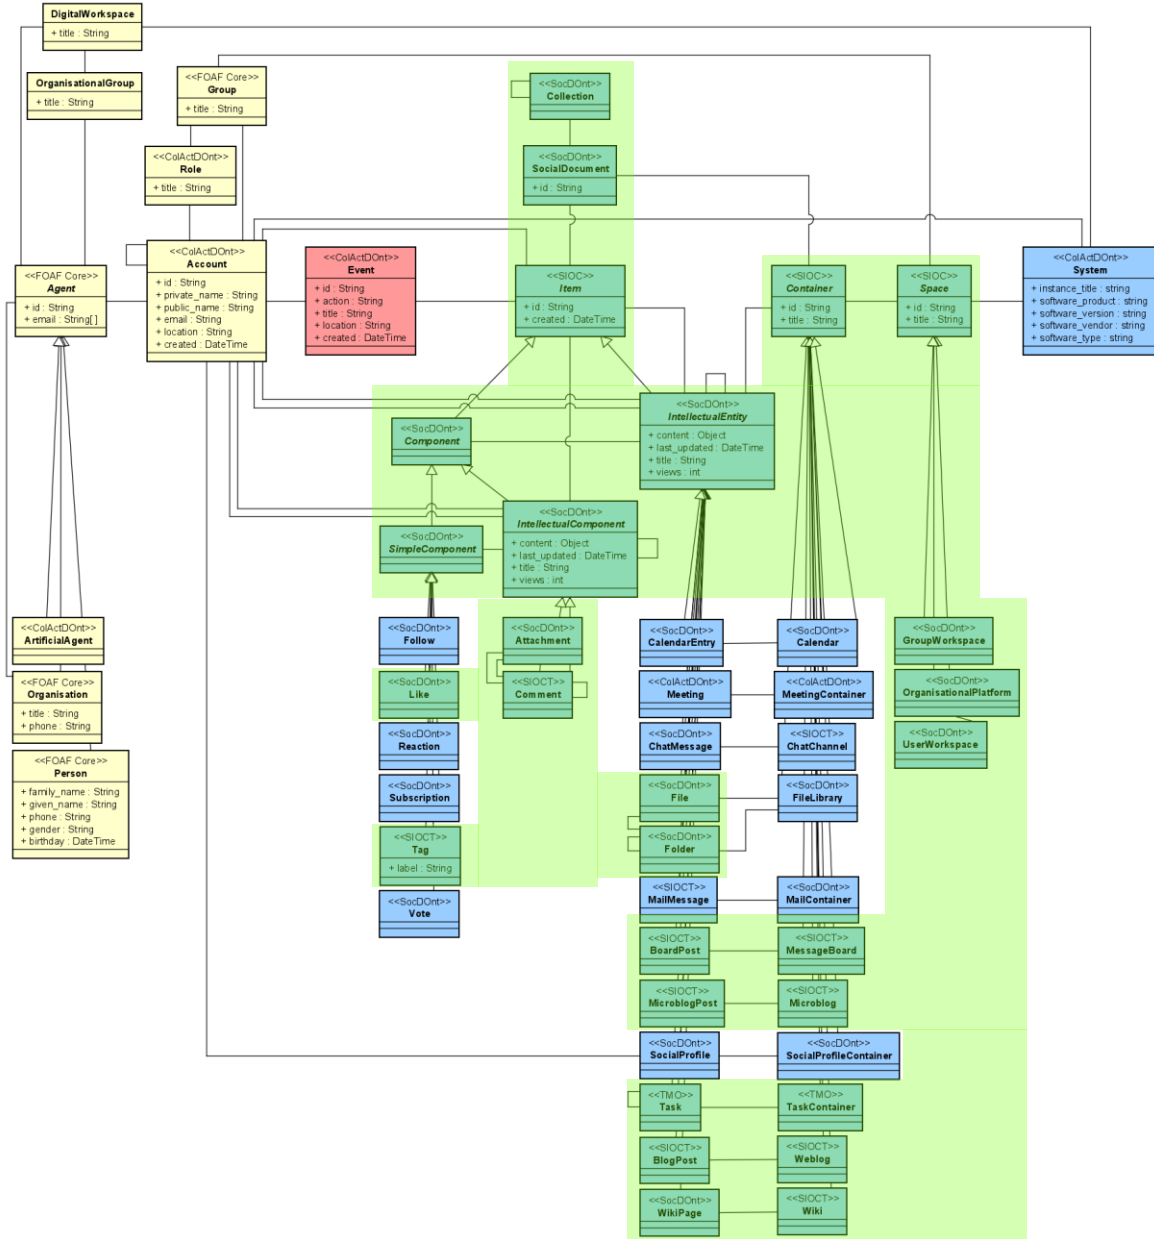 DigitalWorkspace
+ title : String
OrganisationalGroup
+ title : String
<<FOAF Core>>
Group
+ title : String
<<ColActDOnt>>
Role
+ title : String
<<SocDOnt>>
Collection
<<SocDOnt>>
SocialDocument
+ id : String
<<FOAF Core>>
Agent
+ id : String
+ email : String[ ]
<<ColActDOnt>>
Account
+ id : String
+ private_name : String
+ public_name : String
+ email : String
+ location : String
+ created : DateTime
<<ColActDOnt>>
Event
+ id : String
+ action : String
+ title : String
+ location : String
+ created : DateTime
<<SIOC>>
Item
+ id : String
+ created : DateTime
<<SIOC>>
Container
+ id : String
+ title : String
<<SIOC>>
Space
+ id : String
+ title : String
<<ColActDOnt>>
System
+ instance_title : string
+ software_product : string
+ software_version : string
+ software_vendor : string
+ software_type : string
<<SocDOnt>>
Component
<<SocDOnt>>
IntellectualEntity
+ content : Object
+ last_updated : DateTime
+ title : String
+ views : int
<<SocDOnt>>
SimpleComponent
<<SocDOnt>>
IntellectualComponent
+ content : Object
+ last_updated : DateTime
+ title : String
+ views : int
<<ColActDOnt>>
ArtificialAgent
<<FOAF Core>>
Organisation
+ title : String
+ phone : String
<<FOAF Core>>
Person
+ family_name : String
+ given_name : String
+ phone : String
+ gender : String
+ birthday : DateTime
<<SocDOnt>>
Follow
<<SocDOnt>>
Like
<<SocDOnt>>
Reaction
<<SocDOnt>>
Subscription
<<SIOCT>>
Tag
+ label : String
<<SocDOnt>>
Vote
<<SocDOnt>>
Attachment
<<SIOCT>>
Comment
<<SocDOnt>>
CalendarEntry
<<SocDOnt>>
Calendar
<<ColActDOnt>>
Meeting
<<ColActDOnt>>
MeetingContainer
<<SocDOnt>>
ChatMessage
<<SIOCT>>
ChatChannel
<<SocDOnt>>
File
<<SocDOnt>>
FileLibrary
<<SocDOnt>>
Folder
<<SIOCT>>
MailMessage
<<SocDOnt>>
MailContainer
<<SIOCT>>
BoardPost
<<SIOCT>>
MessageBoard
<<SIOCT>>
MicroblogPost
<<SIOCT>>
Microblog
<<SocDOnt>>
SocialProfile
<<SocDOnt>>
SocialProfileContainer
<<TMO>>
Task
<<TMO>>
TaskContainer
<<SIOCT>>
BlogPost
<<SIOCT>>
Weblog
<<SocDOnt>>
WikiPage
<<SIOCT>>
Wiki
<<SocDOnt>>
GroupWorkspace
<<SocDOnt>>
OrganisationalPlatform
<<SocDOnt>>
UserWorkspace